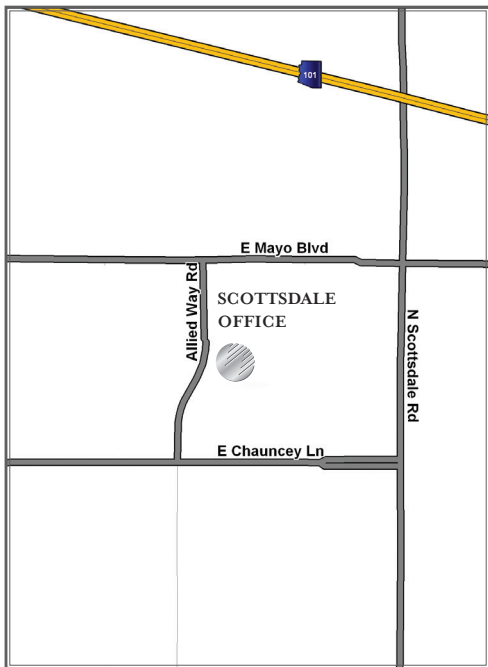 101
E Mayo Blvd
Allied Way Rd
SCOTTSDALE
OFFICE
N Scottsdale Rd
E Chauncey Ln